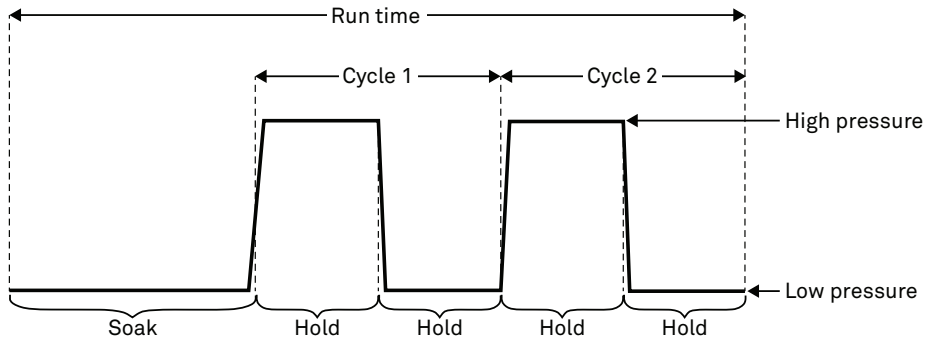 Run time
Cycle 1
Cycle 2
High pressure
Low pressure
Soak
Hold
Hold
Hold
Hold